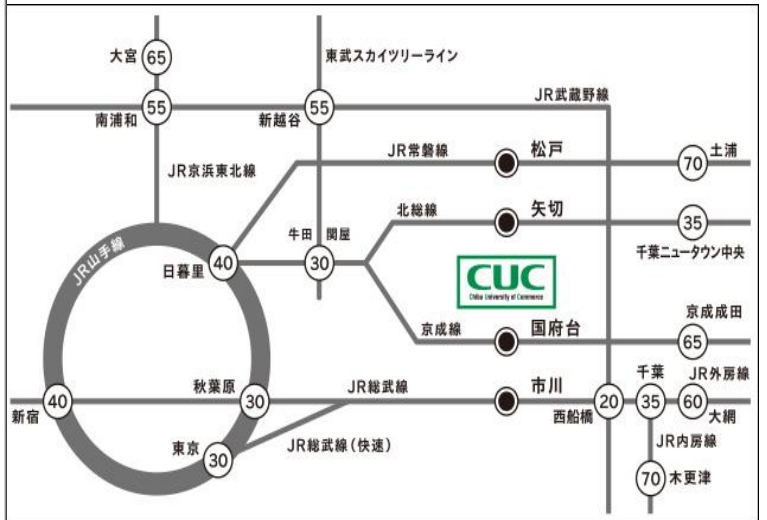 大宮
65
東武スカイツリーライン
JR武蔵野線
55
南浦和
55
新越谷
JR京浜東北線
JR常磐線
松戸
70
土浦
北総線
矢切
35
千葉ニュータウン中央
JR山手線
日暮里
40
牛田 関屋
30
CUC
Chiba University of Commerce
京成線
国府台
京成成田
65
新宿
40
秋葉原
30
JR総武線
市川
西船橋
20
千葉
35
JR外房線
60
大網
東京
30
JR総武線(快速)
JR内房線
70
木更津